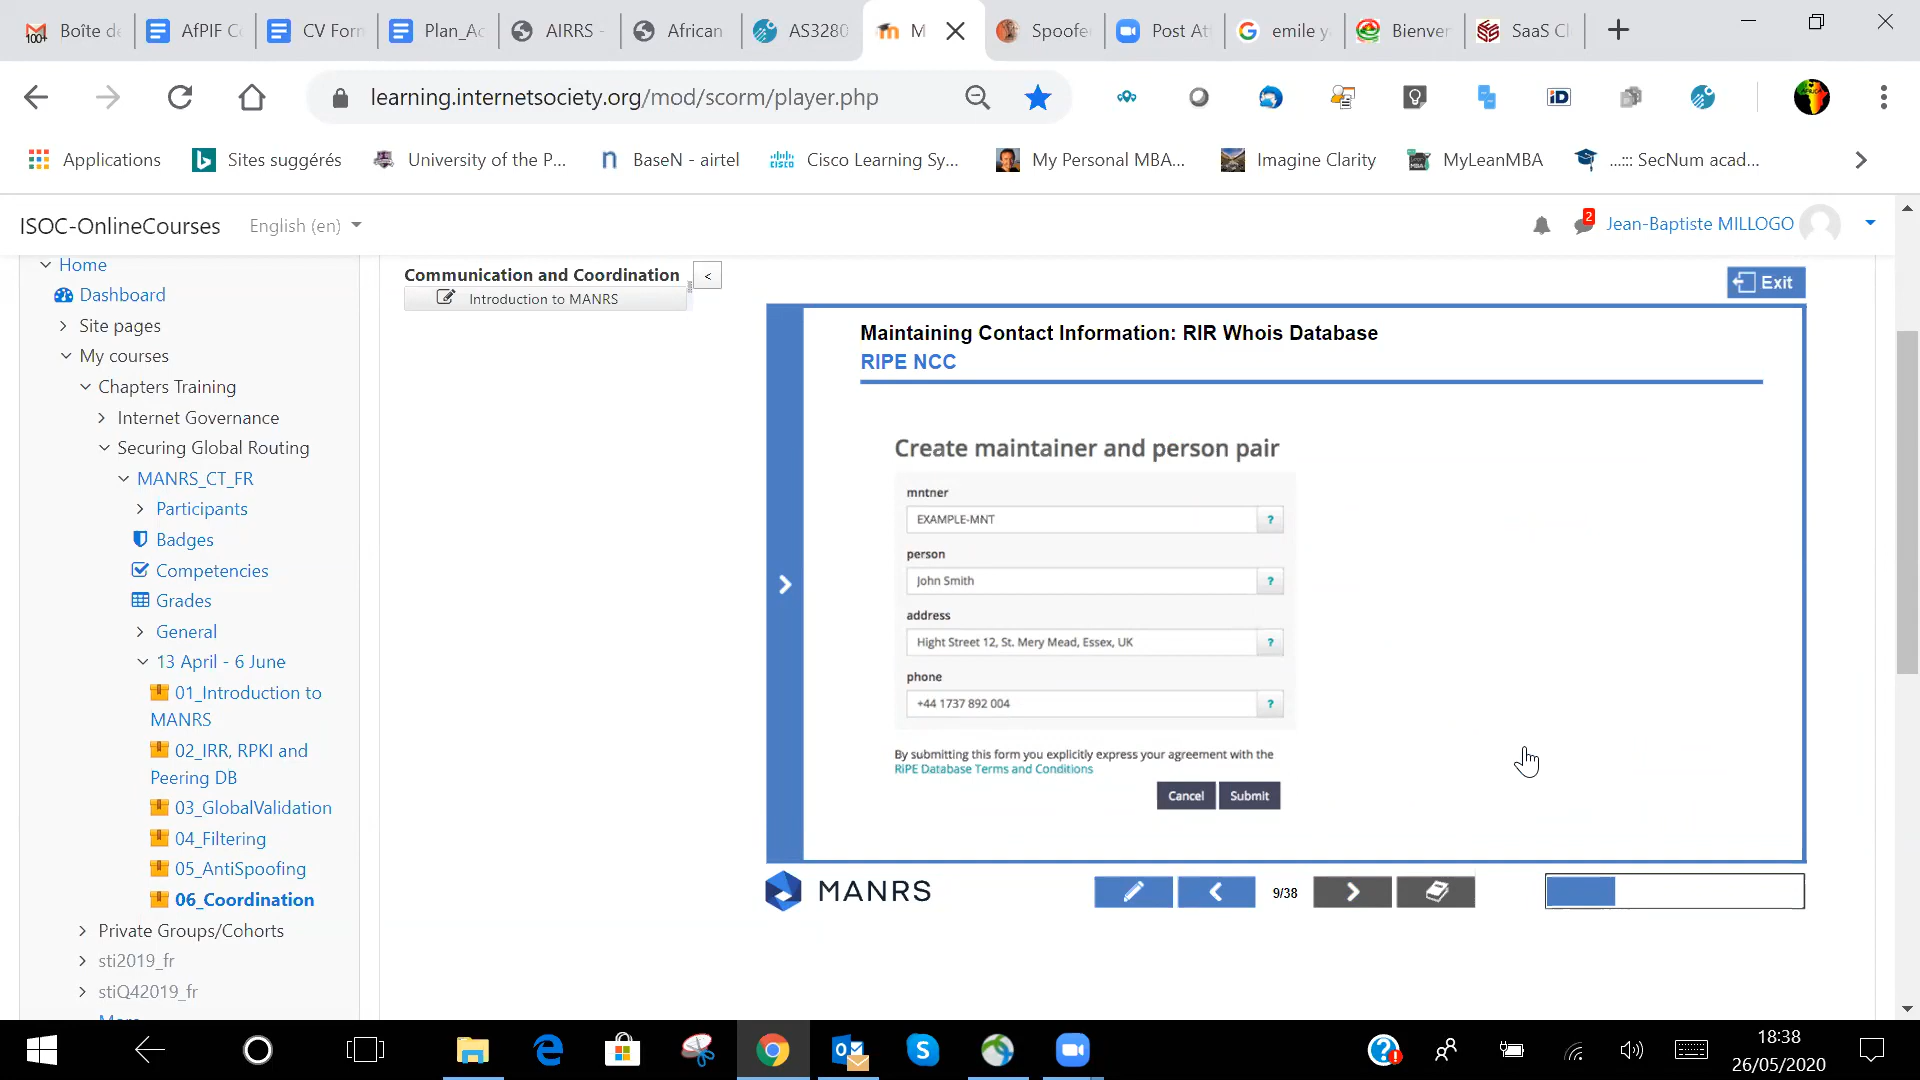 Boîte de
AfPIF Co
CV Form
Plan_Ac
AIRRS -
African
AS3280
M
Spoofe
Post At
emile y
Bienver
SaaS Cl
learning.internetsociety.org/mod/scorm/player.php
Applications
Sites suggérés
University of the P...
BaseN - airtel
Cisco Learning Sy...
My Personal MBA...
Imagine Clarity
MyLeanMBA
...::: SecNum acad...
ISOC-OnlineCourses
English (en)
2
Jean-Baptiste MILLOGO
Home
Dashboard
Site pages
My courses
Chapters Training
Internet Governance
Securing Global Routing
MANRS_CT_FR
Participants
Badges
Competencies
Grades
General
13 April - 6 June
01_Introduction to
MANRS
02_IRR, RPKI and
Peering DB
03_GlobalValidation
04_Filtering
05_AntiSpoofing
06_Coordination
Private Groups/Cohorts
sti2019_fr
stiQ42019_fr
Communication and Coordination
<
Introduction to MANRS
Exit
Maintaining Contact Information: RIR Whois Database
RIPE NCC
Create maintainer and person pair
mntner
EXAMPLE-MNT
?
person
John Smith
?
address
Hight Street 12, St. Mery Mead, Essex, UK
?
phone
+44 1737 892 004
?
By submitting this form you explicitly express your agreement with the
RIPE Database Terms and Conditions
Cancel
Submit
MANRS
9/38
18:38
26/05/2020